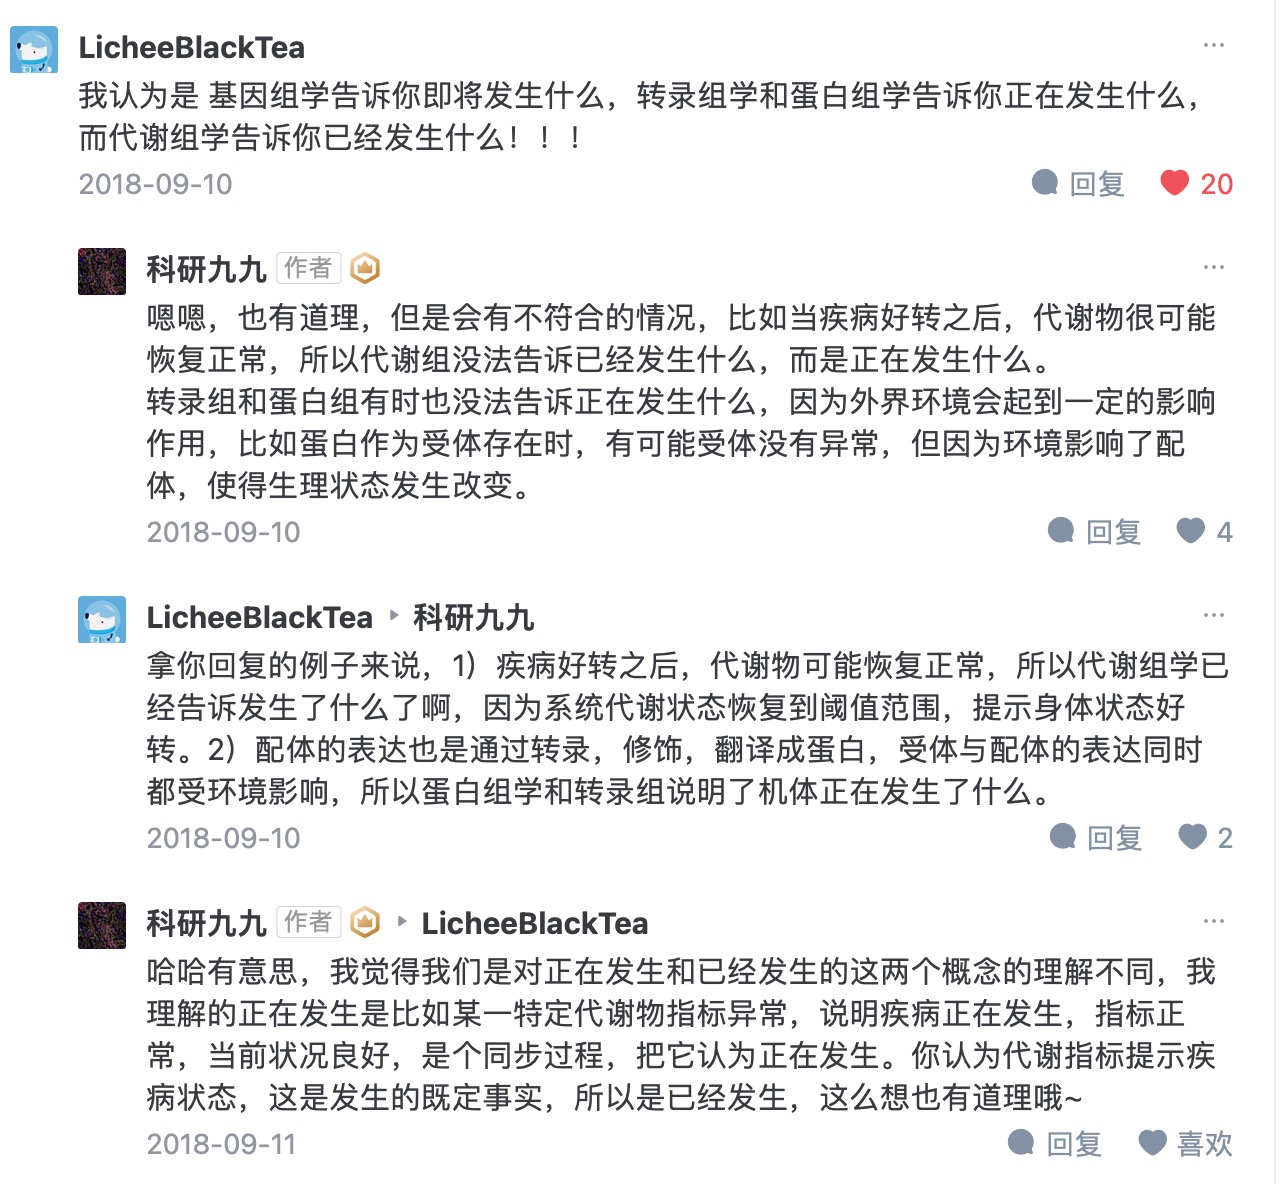 LicheeBlackTea
我认为是 基因组学告诉你即将发生什么，转录组学和蛋白组学告诉你正在发生什么，
而代谢组学告诉你已经发生什么！！！
2018-09-10 回复 20
科研九九 作者
嗯嗯，也有道理，但是会有不符合的情况，比如当疾病好转之后，代谢物很可能
恢复正常，所以代谢组没法告诉已经发生什么，而是正在发生什么。
转录组和蛋白组有时也没法告诉正在发生什么，因为外界环境会起到一定的影响
作用，比如蛋白作为受体存在时，有可能受体没有异常，但因为环境影响了配
体，使得生理状态发生改变。
2018-09-10 回复 4
LicheeBlackTea 科研九九
拿你回复的例子来说，1）疾病好转之后，代谢物可能恢复正常，所以代谢组学已
经告诉发生了什么了啊，因为系统代谢状态恢复到阈值范围，提示身体状态好
转。2）配体的表达也是通过转录，修饰，翻译成蛋白，受体与配体的表达同时
都受环境影响，所以蛋白组学和转录组说明了机体正在发生了什么。
2018-09-10 回复 2
科研九九 作者 LicheeBlackTea
哈哈有意思，我觉得我们是对正在发生和已经发生的这两个概念的理解不同，我
理解的正在发生是比如某一特定代谢物指标异常，说明疾病正在发生，指标正
常，当前状况良好，是个同步过程，把它认为正在发生。你认为代谢指标提示疾
病状态，这是发生的既定事实，所以是已经发生，这么想也有道理哦~
2018-09-11 回复 喜欢